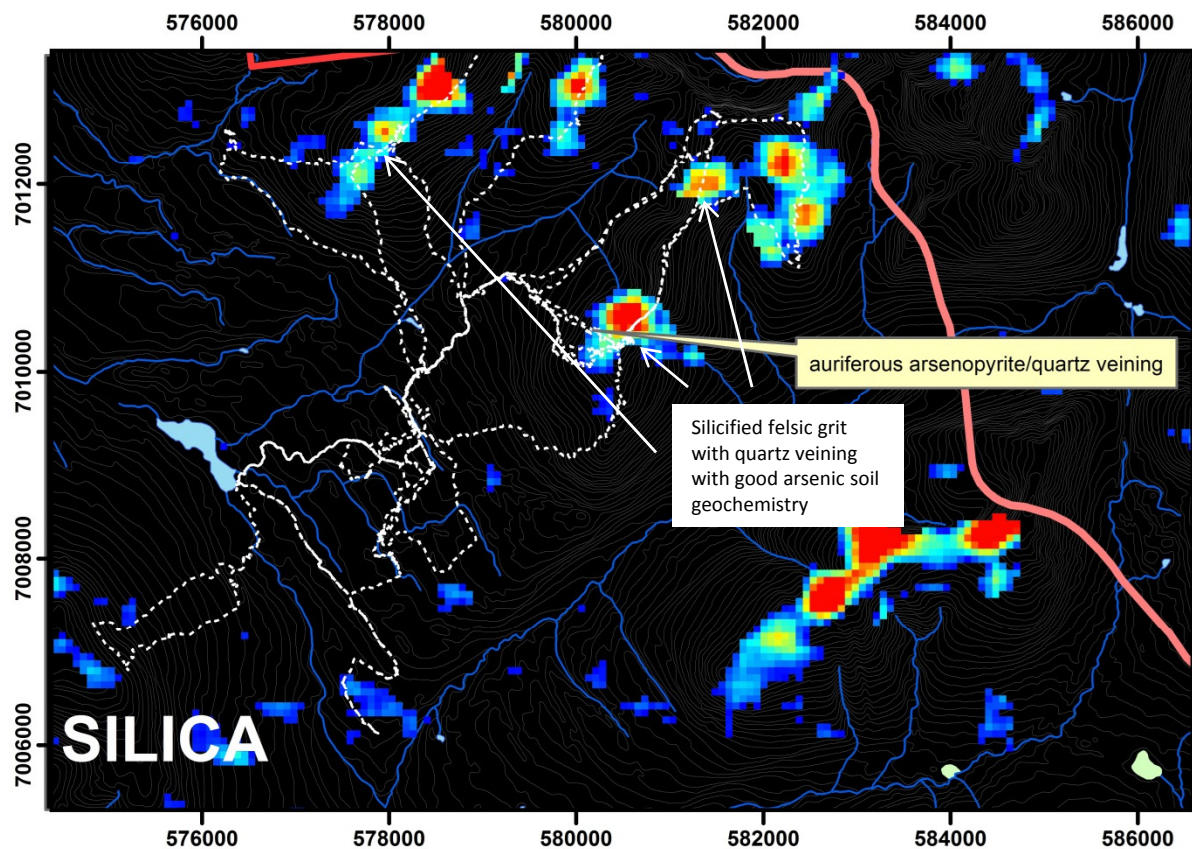 576000 578000 580000 582000 584000 586000
7012000
7010000
7008000
7006000
auriferous arsenopyrite/quartz veining
Silicified felsic grit
with quartz veining
with good arsenic soil
geochemistry
SILICA
576000 578000 580000 582000 584000 586000